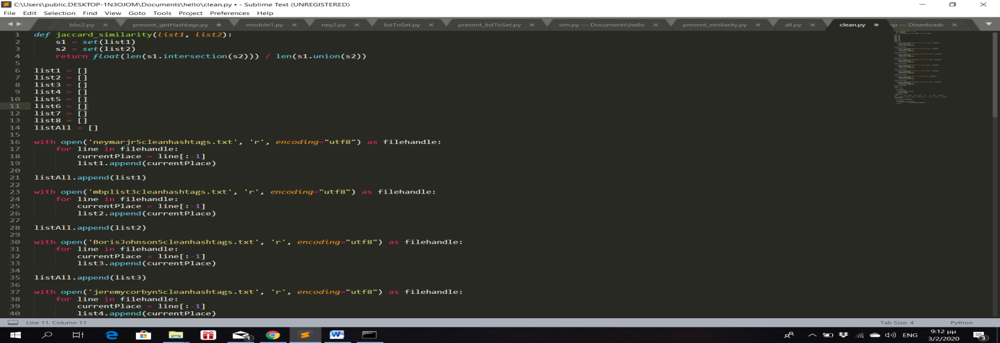 C:\Users\public.DESKTOP-1N3OJOM\Documents\hello\clean.py • - Sublime Text (UNREGISTERED)
File Edit Selection Find View Goto Tools Project Preferences Help
bbc2.py present_getHashtags.py module1.py ney2.py listToSet.py present_listToSet.py sim.py — Documents\hello present_similarity.py all.py clean.py op — Downloads
1 def jaccard_similarity(list1, list2):
2 s1 = set(list1)
3 s2 = set(list2)
4 return float(len(s1.intersection(s2))) / len(s1.union(s2))
5
6 list1 = []
7 list2 = []
8 list3 = []
9 list4 = []
10 list5 = []
11 list6 = []
12 list7 = []
13 list8 = []
14 listAll = []
15
16 with open('neymarjr5cleanhashtags.txt', 'r', encoding="utf8") as filehandle:
17 for line in filehandle:
18 currentPlace = line[:-1]
19 list1.append(currentPlace)
20
21 listAll.append(list1)
22
23 with open('mbplist3cleanhashtags.txt', 'r', encoding="utf8") as filehandle:
24 for line in filehandle:
25 currentPlace = line[:-1]
26 list2.append(currentPlace)
27
28 listAll.append(list2)
29
30 with open('BorisJohnson5cleanhashtags.txt', 'r', encoding="utf8") as filehandle:
31 for line in filehandle:
32 currentPlace = line[:-1]
33 list3.append(currentPlace)
34
35 listAll.append(list3)
36
37 with open('jeremycorbyn5cleanhashtags.txt', 'r', encoding="utf8") as filehandle:
38 for line in filehandle:
39 currentPlace = line[:-1]
40 list4.append(currentPlace)
Line 11, Column 11 Tab Size: 4 Python
ENG 9:12 μμ
3/2/2020